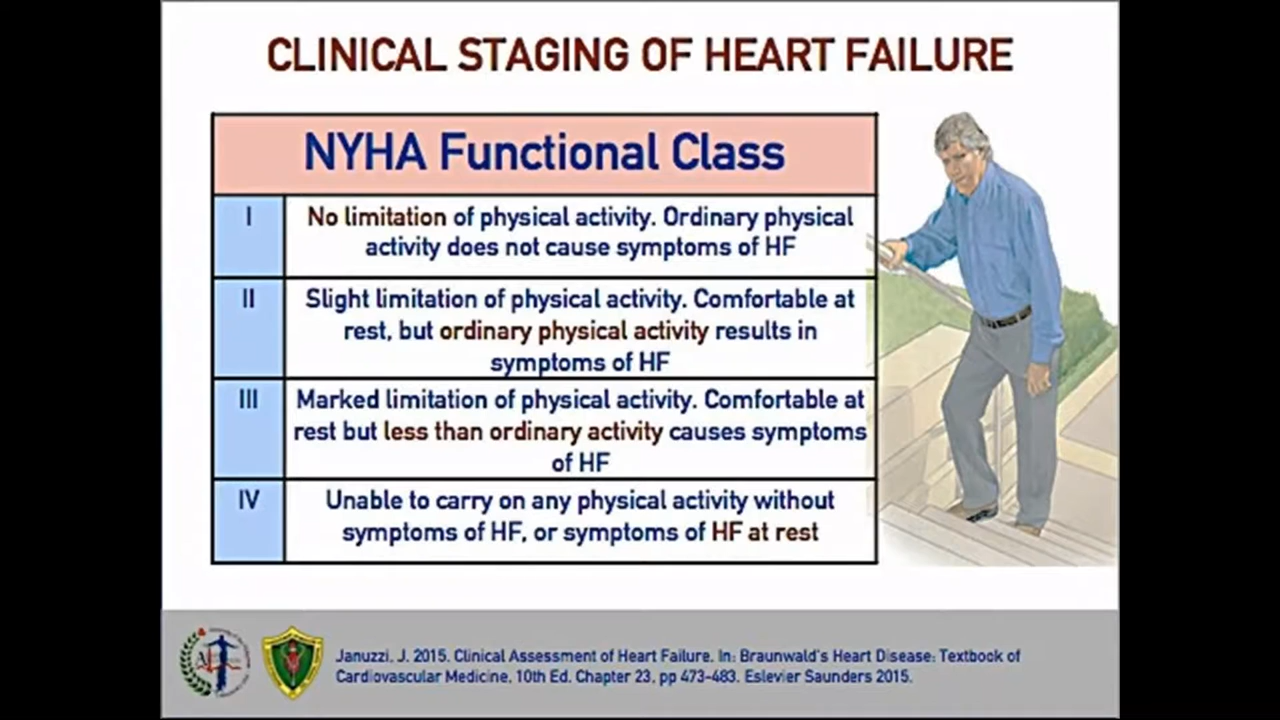 CLINICAL STAGING OF HEART FAILURE
NYHA Functional Class
I
No limitation of physical activity. Ordinary physical
activity does not cause symptoms of HF
II
Slight limitation of physical activity. Comfortable at
rest, but ordinary physical activity results in
symptoms of HF
III
Marked limitation of physical activity. Comfortable at
rest but less than ordinary activity causes symptoms
of HF
IV
Unable to carry on any physical activity without
symptoms of HF, or symptoms of HF at rest
Januzzi, J. 2015. Clinical Assessment of Heart Failure. In: Braunwald's Heart Disease: Textbook of
Cardiovascular Medicine, 10th Ed. Chapter 23, pp 473-483. Eslevier Saunders 2015.